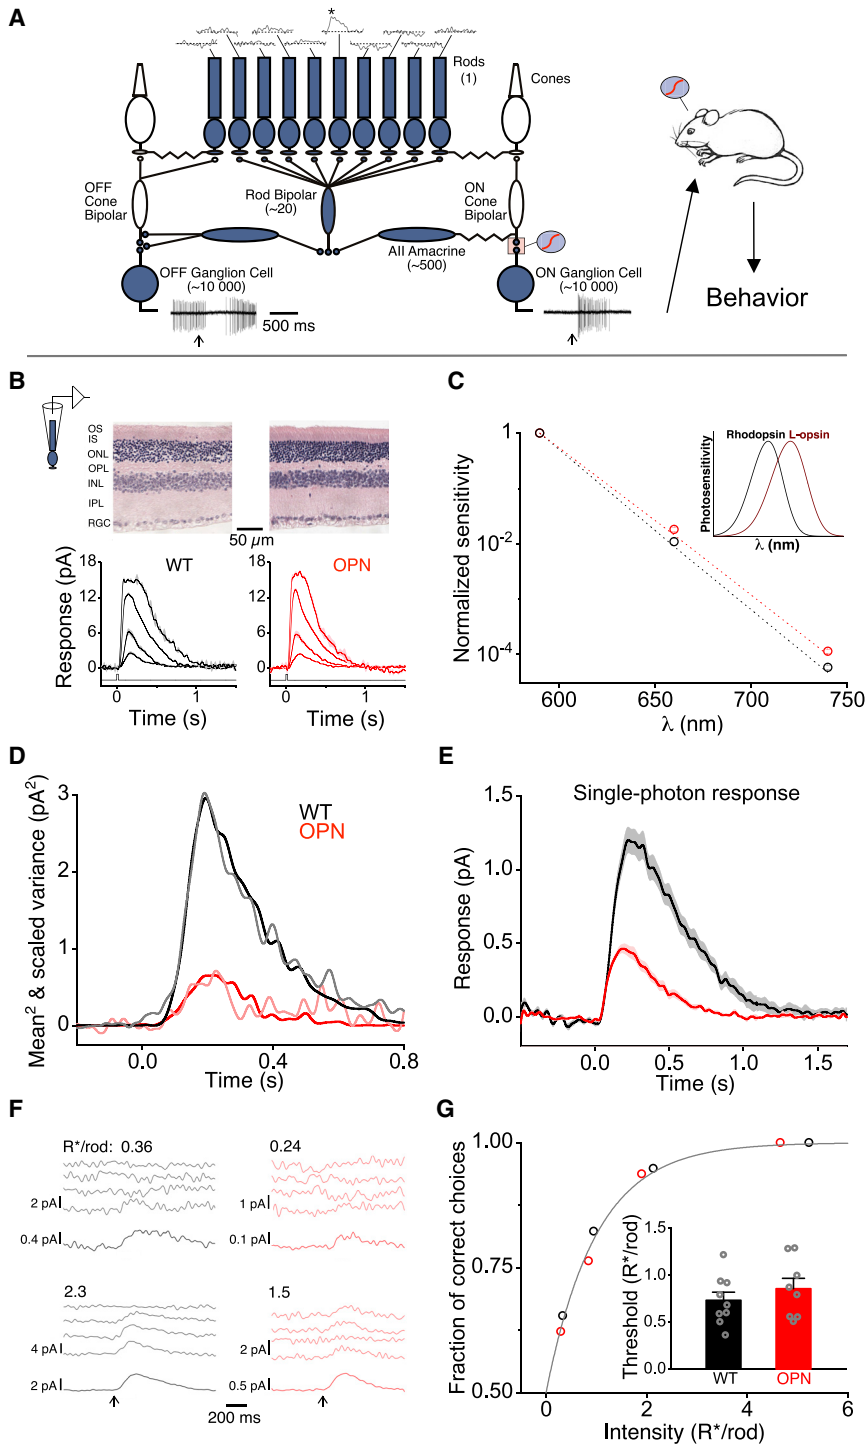 A
*
Rods
(1)
Cones
OFF
Cone
Bipolar
Rod Bipolar
(~20)
ON
Cone
Bipolar
AII Amacrine
(~500)
OFF Ganglion Cell
(~10 000)
500 ms
ON Ganglion Cell
(~10 000)
Behavior
B
OS
IS
ONL
OPL
INL
IPL
RGC
50 µm
WT
OPN
Response (pA)
18
12
6
0
18
12
6
0
0 1
0 1
Time (s)
Time (s)
C
Normalized sensitivity
1
10⁻²
10⁻⁴
600 650 700 750
λ (nm)
Rhodopsin L-opsin
Photosensitivity
λ (nm)
D
Mean² & scaled variance (pA²)
3
2
1
0
WT
OPN
0.0 0.4 0.8
Time (s)
E
Single-photon response
Response (pA)
1.5
1.0
0.5
0.0
0.0 0.5 1.0 1.5
Time (s)
F
R*/rod: 0.36
0.24
2 pA
1 pA
0.4 pA
0.1 pA
2.3
1.5
4 pA
2 pA
2 pA
0.5 pA
200 ms
G
Fraction of correct choices
1.00
0.75
0.50
0 2 4 6
Intensity (R*/rod)
Threshold (R*/rod)
1.5
1.0
0.5
0.0
WT
OPN